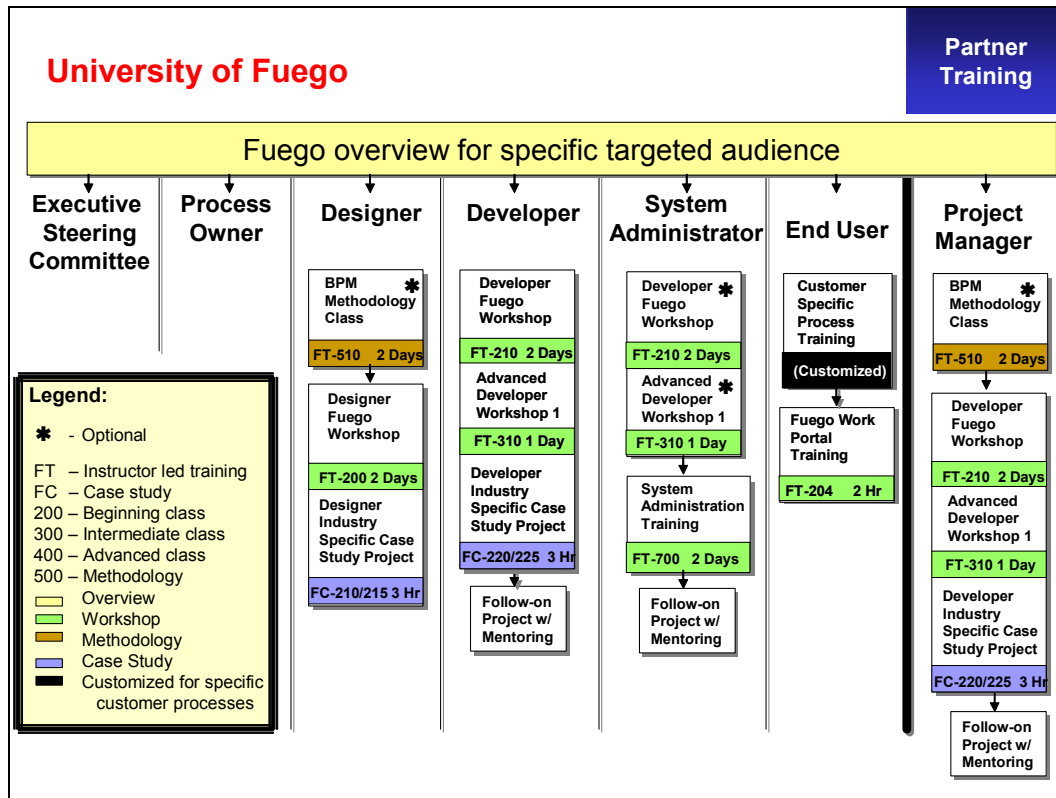 University of Fuego
Partner
Training
Fuego overview for specific targeted audience
Executive
Steering
Committee
Process
Owner
Designer
BPM *
Methodology
Class
FT-510 2 Days
Designer
Fuego
Workshop
FT-200 2 Days
Designer
Industry
Specific Case
Study Project
FC-210/215 3 Hr
Developer
Developer
Fuego
Workshop
FT-210 2 Days
Advanced
Developer
Workshop 1
FT-310 1 Day
Developer
Industry
Specific Case
Study Project
FC-220/225 3 Hr
Follow-on
Project w/
Mentoring
System
Administrator
Developer *
Fuego
Workshop
FT-210 2 Days
Advanced *
Developer
Workshop 1
FT-310 1 Day
System
Administration
Training
FT-700 2 Days
Follow-on
Project w/
Mentoring
End User
Customer
Specific
Process
Training
(Customized)
Fuego Work
Portal
Training
FT-204 2 Hr
Project
Manager
BPM *
Methodology
Class
FT-510 2 Days
Developer
Fuego
Workshop
FT-210 2 Days
Advanced
Developer
Workshop 1
FT-310 1 Day
Developer
Industry
Specific Case
Study Project
FC-220/225 3 Hr
Follow-on
Project w/
Mentoring
Legend:
* - Optional
FT – Instructor led training
FC – Case study
200 – Beginning class
300 – Intermediate class
400 – Advanced class
500 – Methodology
Overview
Workshop
Methodology
Case Study
Customized for specific
customer processes